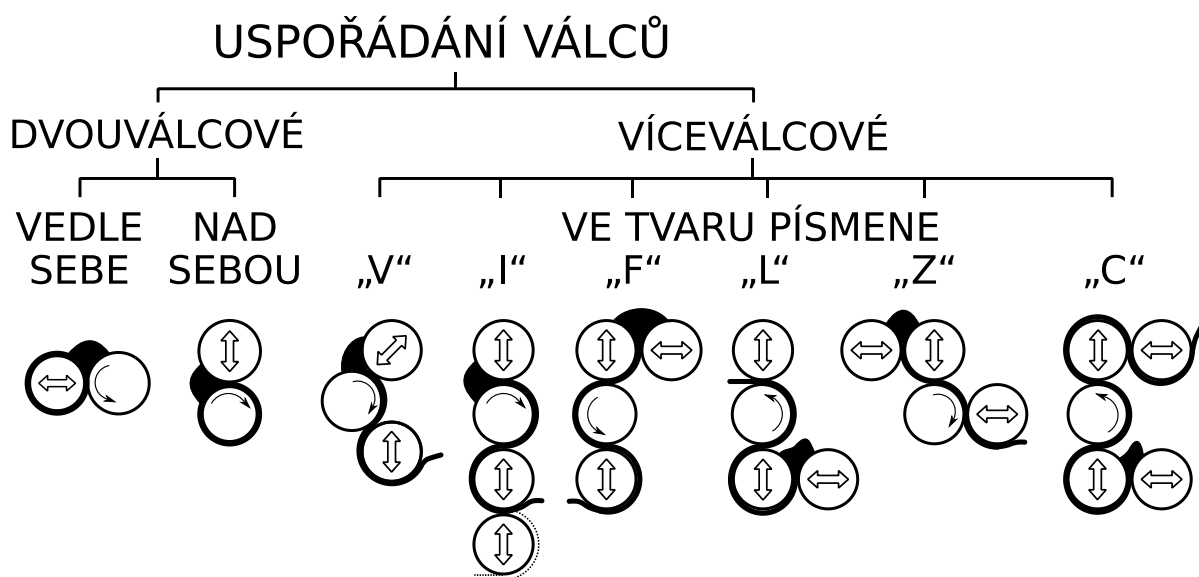 USPOŘÁDÁNÍ VÁLCŮ
DVOUVÁLCOVÉ
VÍCEVÁLCOVÉ
VEDLE
SEBE
NAD
SEBOU
VE TVARU PÍSMENE
„V“
„I“
„F“
„L“
„Z“
„C“